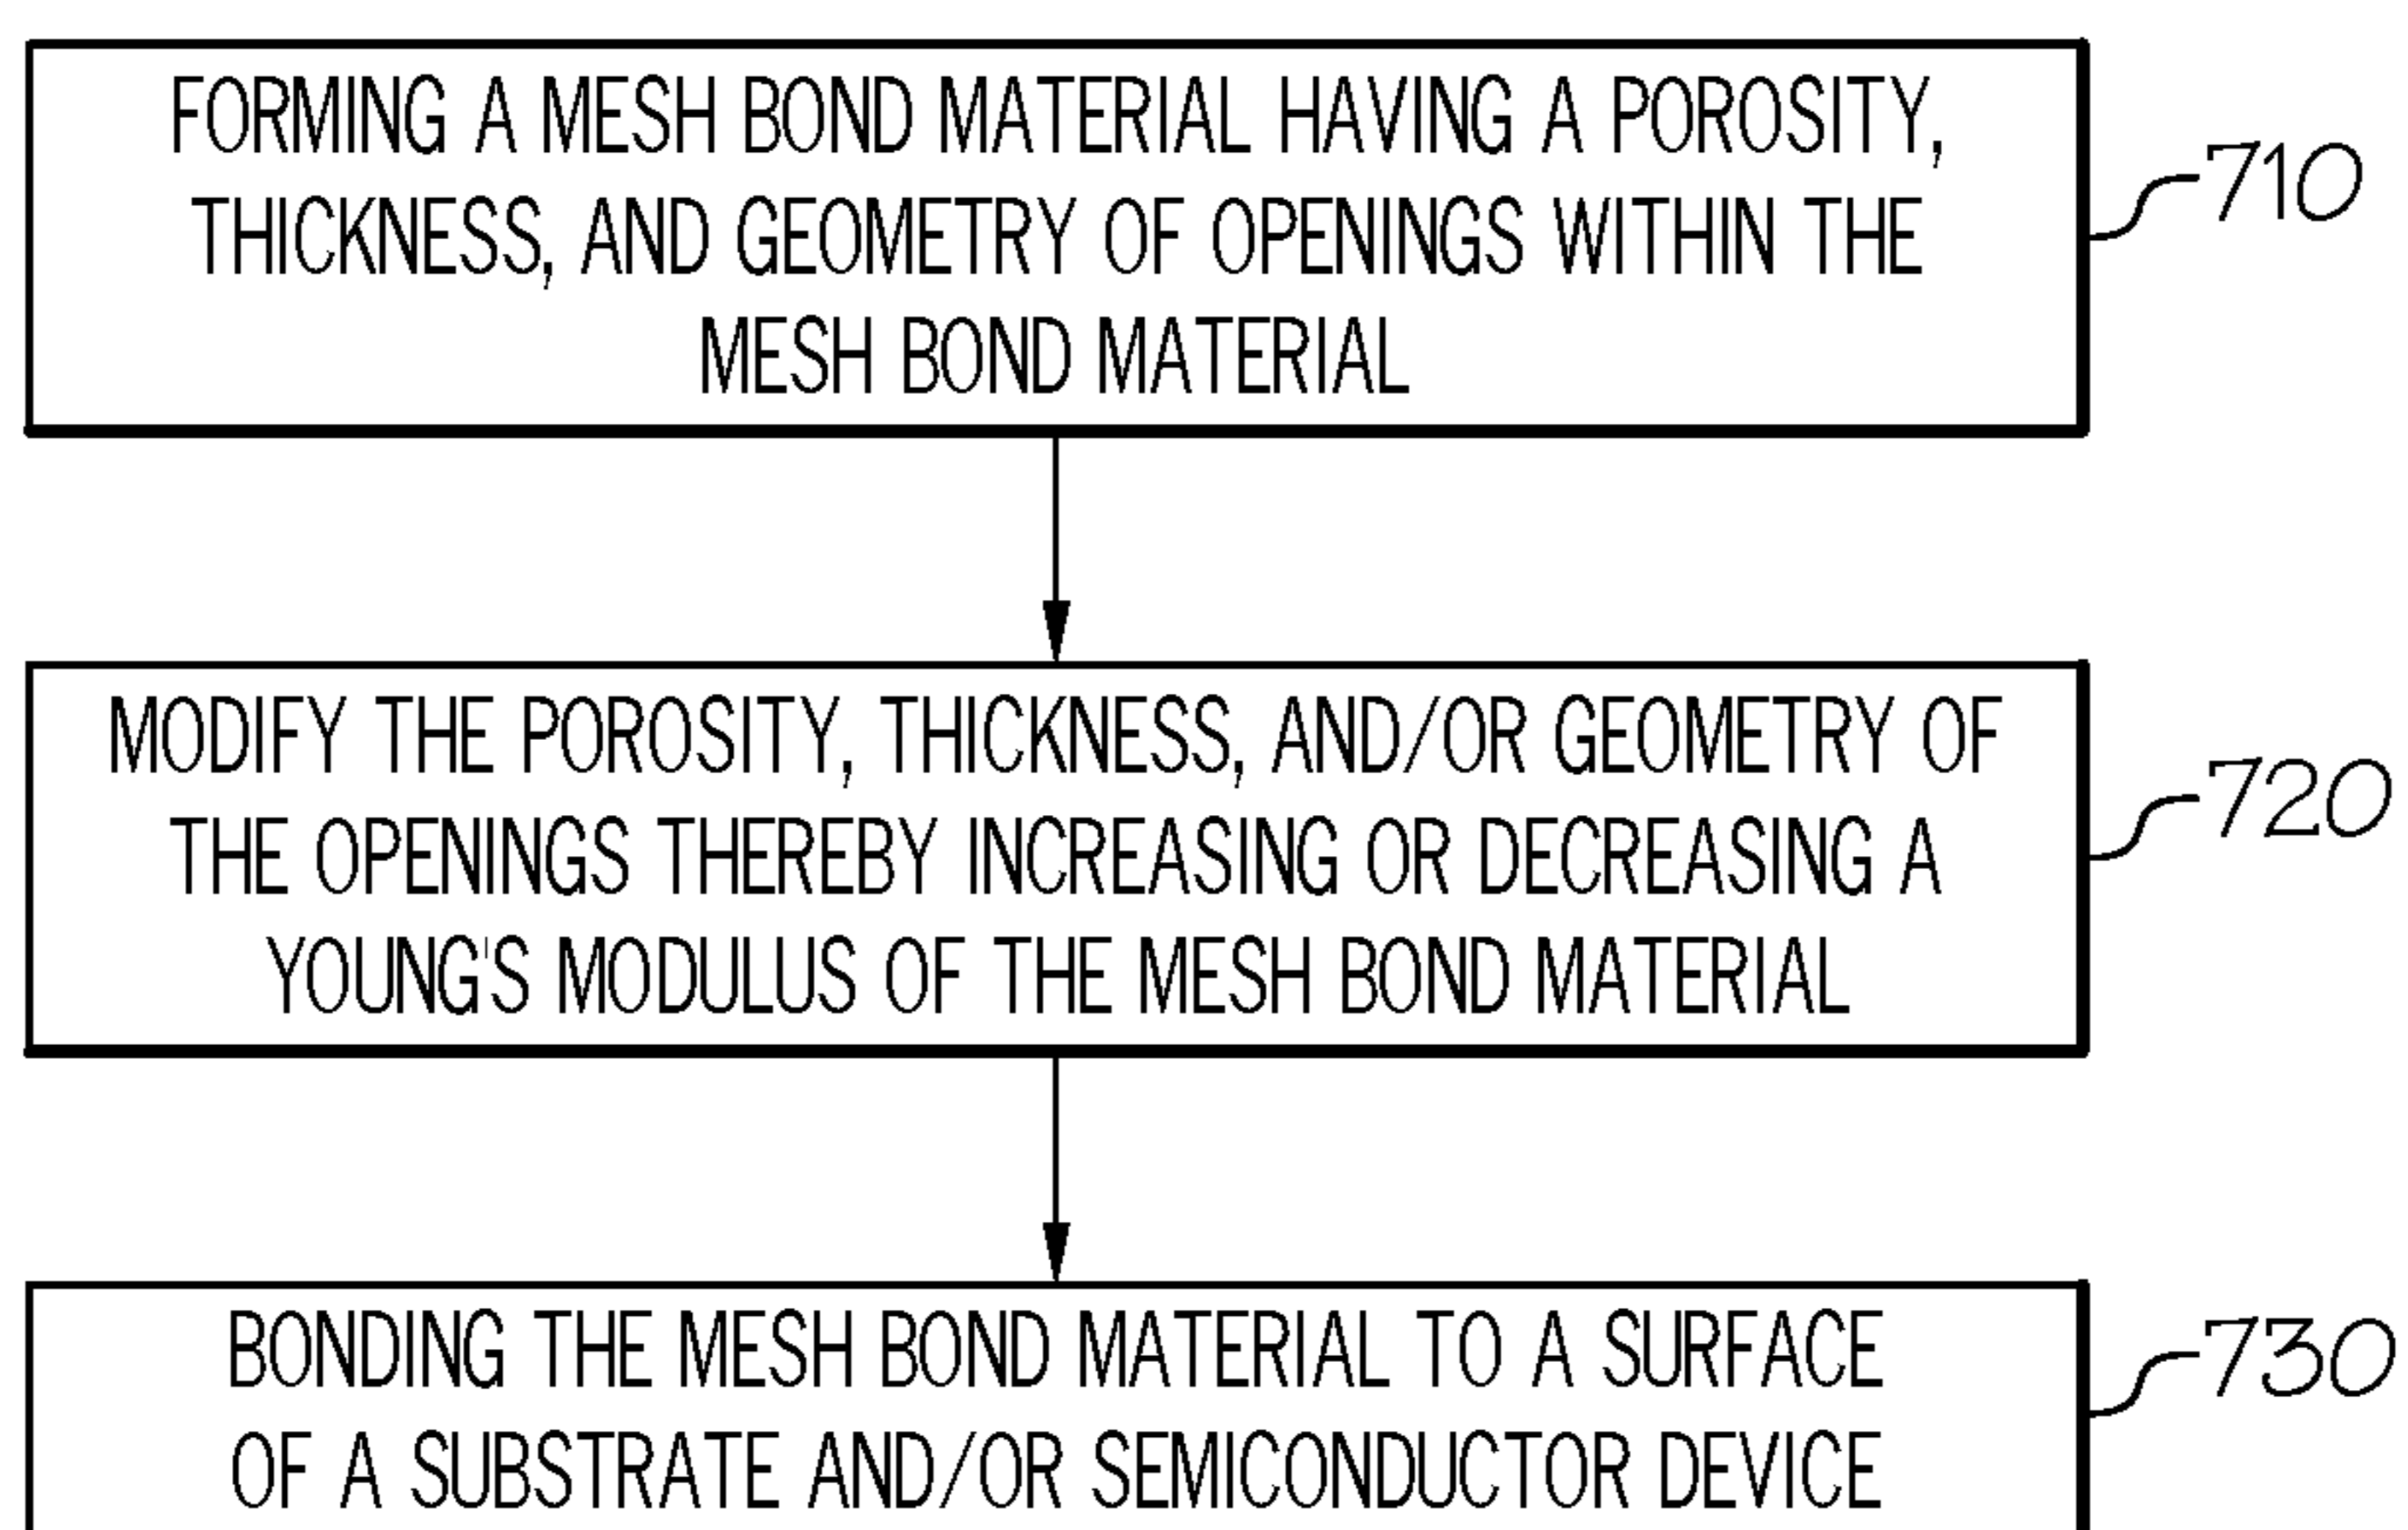 FORMING A MESH BOND MATERIAL HAVING A POROSITY,
THICKNESS, AND GEOMETRY OF OPENINGS WITHIN THE
MESH BOND MATERIAL
710
MODIFY THE POROSITY, THICKNESS, AND/OR GEOMETRY OF
THE OPENINGS THEREBY INCREASING OR DECREASING A
YOUNG'S MODULUS OF THE MESH BOND MATERIAL
720
BONDING THE MESH BOND MATERIAL TO A SURFACE
OF A SUBSTRATE AND/OR SEMICONDUCTOR DEVICE
730